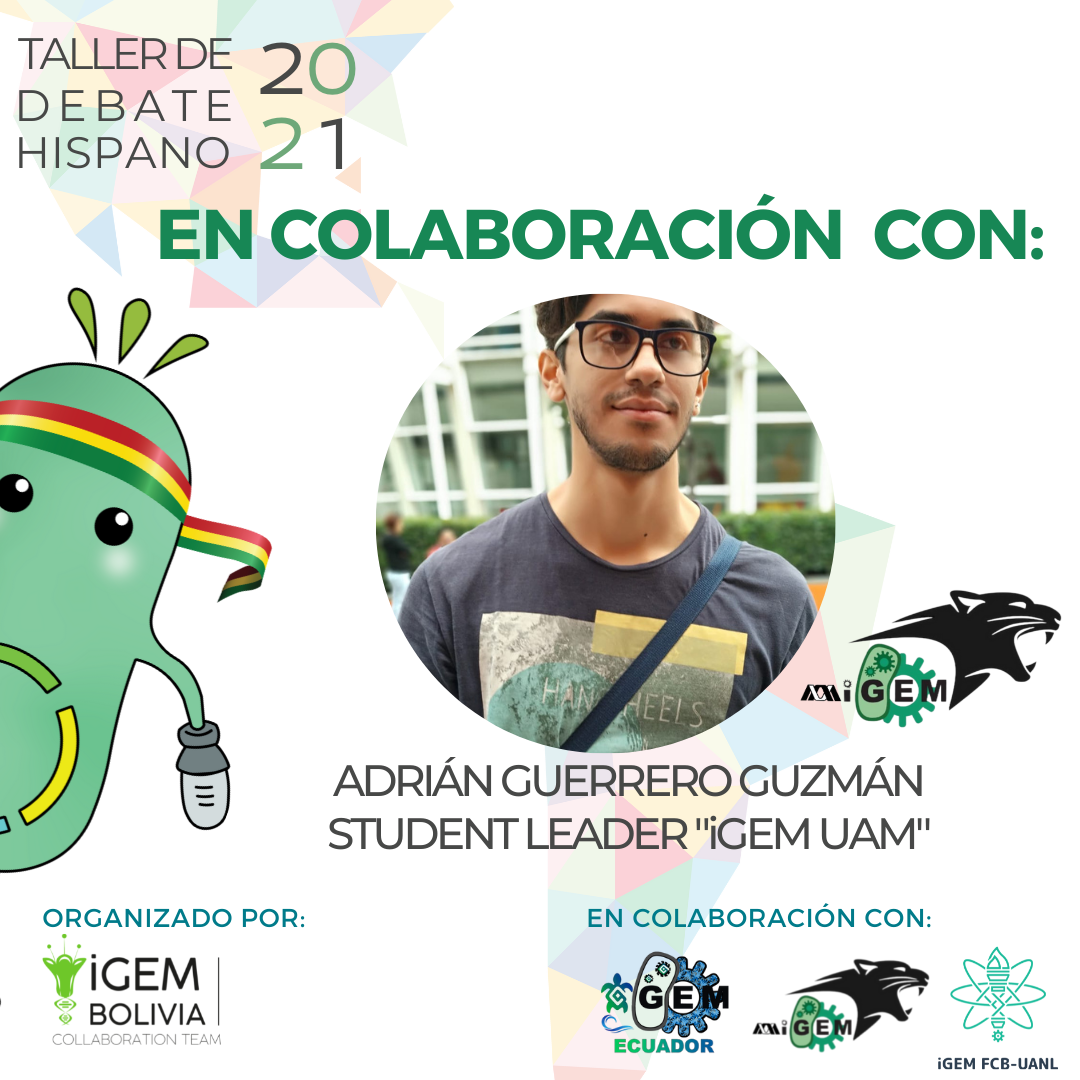 TALLER DE
DEBATE
HISPANO
20
21
EN COLABORACIÓN CON:
iGEM
ADRIÁN GUERRERO GUZMÁN
STUDENT LEADER "iGEM UAM"
ORGANIZADO POR:
iGEM
BOLIVIA
COLLABORATION TEAM
EN COLABORACIÓN CON:
iGEM
ECUADOR
iGEM
iGEM FCB-UANL